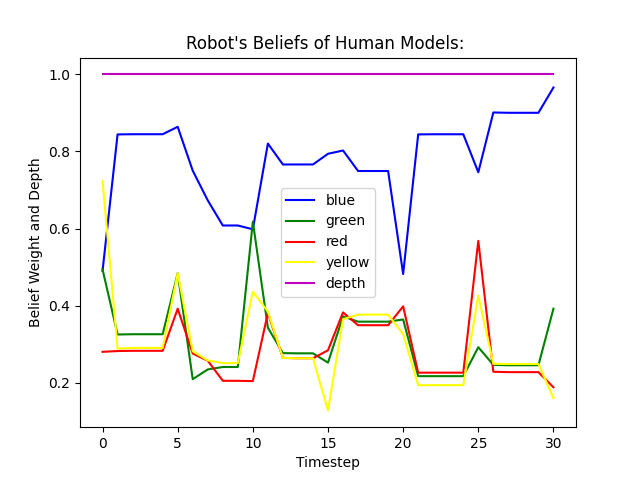 Robot's Beliefs of Human Models:
Belief Weight and Depth
1.0
0.8
0.6
0.4
0.2
blue
green
red
yellow
depth
0 5 10 15 20 25 30
Timestep